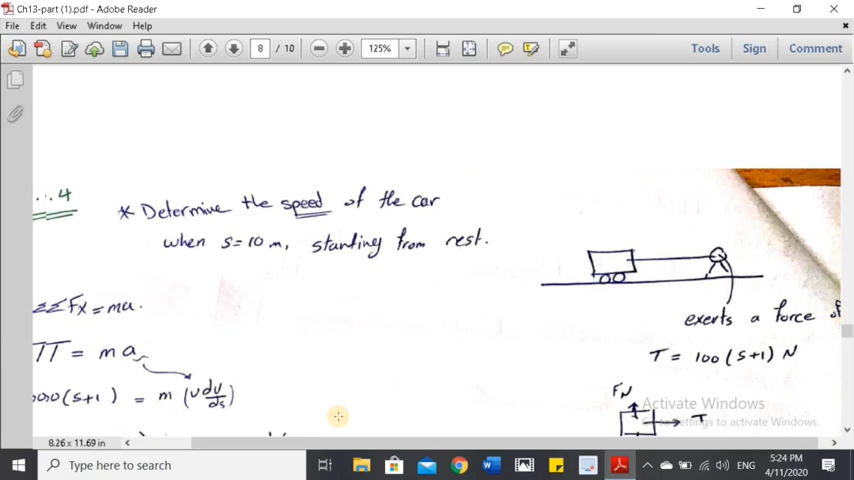 Ch13-part (1).pdf - Adobe Reader
File Edit View Window Help
8 / 10
125%
Tools Sign Comment
4
* Determine the speed of the car
when s=10 m, starting from rest.
exerts a force of
T = 100 (s+1) N
ΣΣFx = ma.
TT = ma
(s+1) = m (v dv/ds)
FN
T
Activate Windows
Go to Settings to activate Windows.
8.26 x 11.69 in
Type here to search
ENG
5:24 PM
4/11/2020